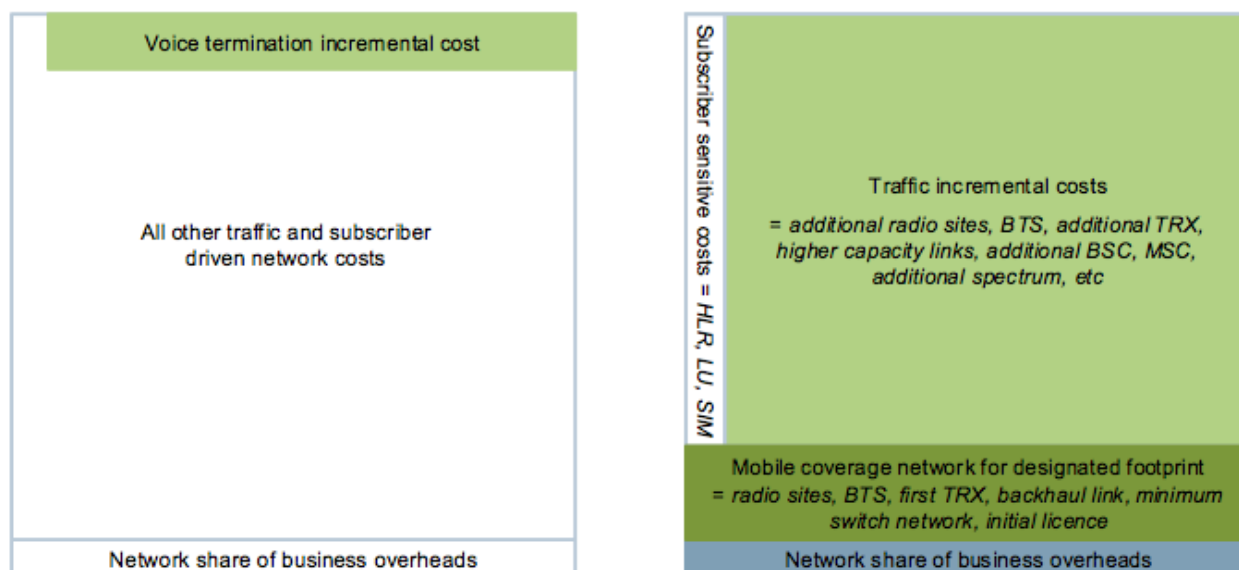 Voice termination incremental cost
All other traffic and subscriber
driven network costs
Network share of business overheads
Subscriber sensitive costs = HLR, LU, SIM
Traffic incremental costs
= additional radio sites, BTS, additional TRX,
higher capacity links, additional BSC, MSC,
additional spectrum, etc
Mobile coverage network for designated footprint
= radio sites, BTS, first TRX, backhaul link, minimum
switch network, initial licence
Network share of business overheads